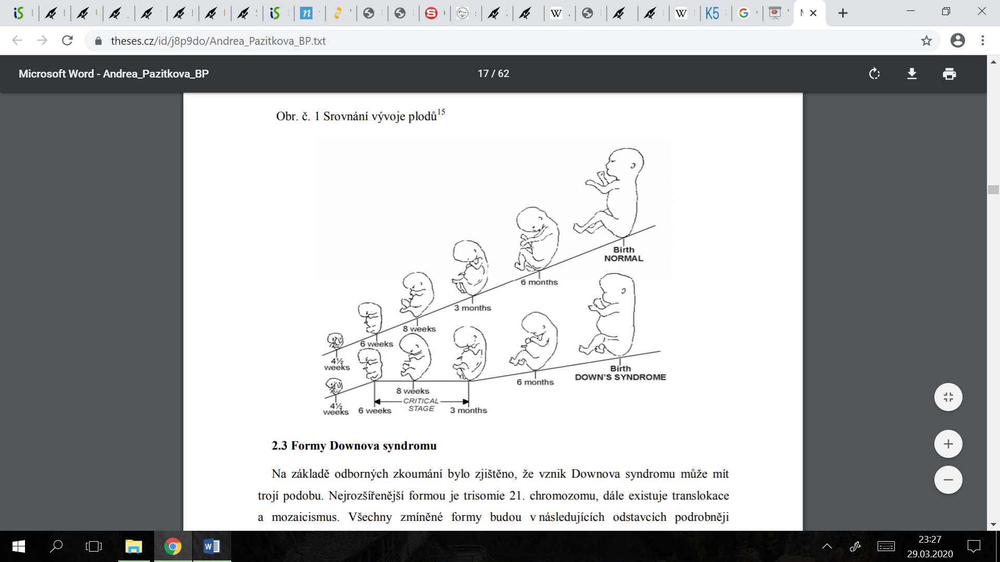 theses.cz/id/j8p9do/Andrea_Pazitkova_BP.txt
Microsoft Word - Andrea_Pazitkova_BP
17 / 62
Obr. č. 1 Srovnání vývoje plodů15
Birth
NORMAL
6 months
3 months
8 weeks
6 weeks
4½
weeks
Birth
DOWN'S SYNDROME
6 months
8 weeks
CRITICAL
STAGE
4½
weeks
6 weeks
3 months
2.3 Formy Downova syndromu
Na základě odborných zkoumání bylo zjištěno, že vznik Downova syndromu může mít
trojí podobu. Nejrozšířenější formou je trisomie 21. chromozomu, dále existuje translokace
a mozaicismus. Všechny zmíněné formy budou v následujících odstavcích podrobněji
23:27
29.03.2020